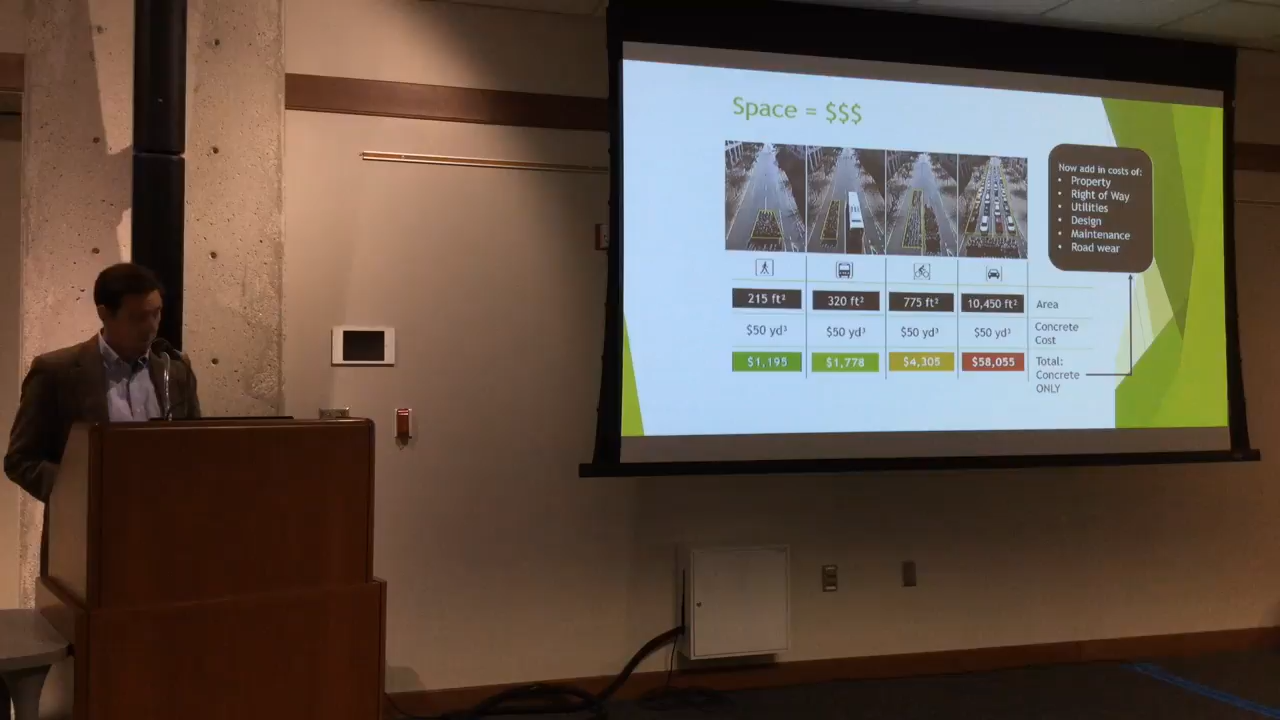 Space = $$$
Now add in costs of:
• Property
• Right of Way
• Utilities
• Design
• Maintenance
• Road wear
215 ft² 320 ft² 775 ft² 10,450 ft² Area
$50 yd³ $50 yd³ $50 yd³ $50 yd³ Concrete
Cost
$1,195 $1,778 $4,305 $58,055 Total:
Concrete
ONLY